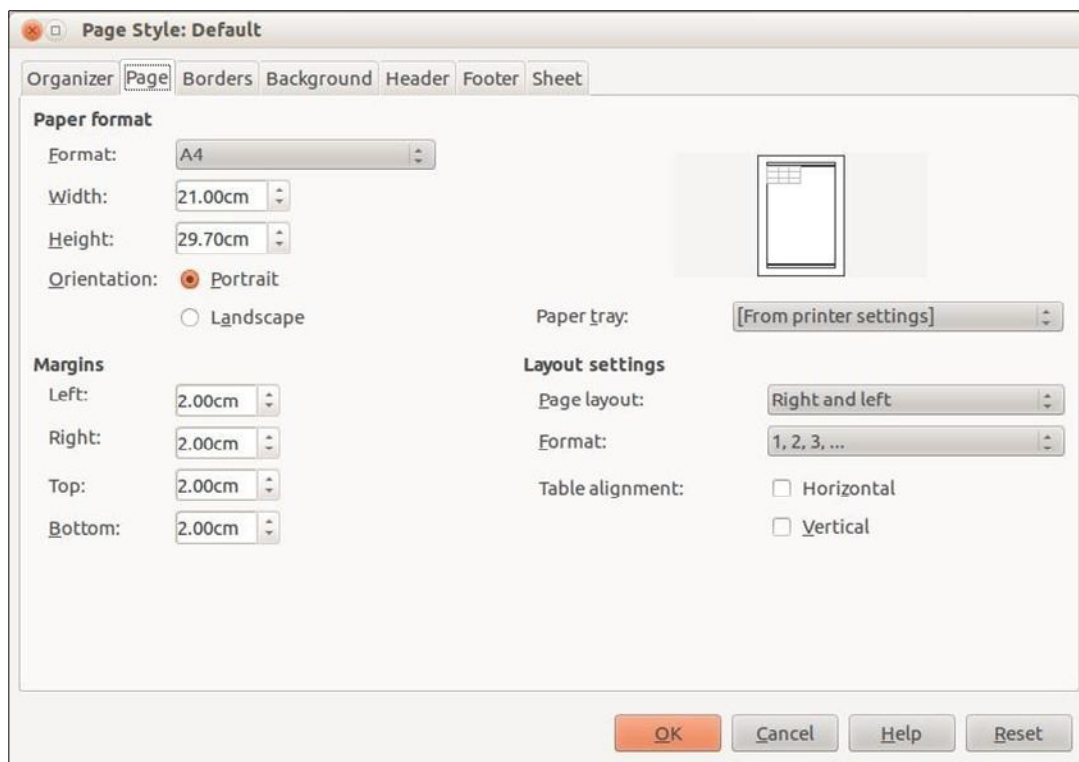 Page Style: Default
Organizer Page Borders Background Header Footer Sheet
Paper format
Format: A4
Width: 21.00cm
Height: 29.70cm
Orientation: Portrait
Landscape
Paper tray: [From printer settings]
Margins
Left: 2.00cm
Right: 2.00cm
Top: 2.00cm
Bottom: 2.00cm
Layout settings
Page layout: Right and left
Format: 1, 2, 3, ...
Table alignment: Horizontal
Vertical
OK Cancel Help Reset